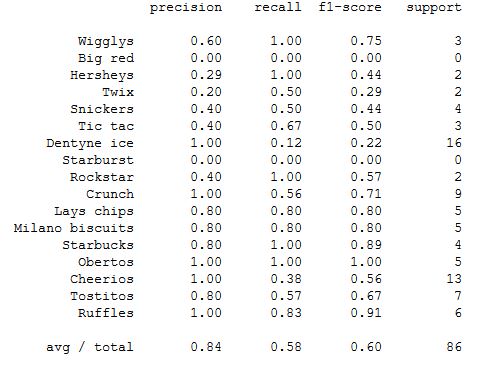 precision recall f1-score support
Wigglys 0.60 1.00 0.75 3
Big red 0.00 0.00 0.00 0
Hersheys 0.29 1.00 0.44 2
Twix 0.20 0.50 0.29 2
Snickers 0.40 0.50 0.44 4
Tic tac 0.40 0.67 0.50 3
Dentyne ice 1.00 0.12 0.22 16
Starburst 0.00 0.00 0.00 0
Rockstar 0.40 1.00 0.57 2
Crunch 1.00 0.56 0.71 9
Lays chips 0.80 0.80 0.80 5
Milano biscuits 0.80 0.80 0.80 5
Starbucks 0.80 1.00 0.89 4
Obertos 1.00 1.00 1.00 5
Cheerios 1.00 0.38 0.56 13
Tostitos 0.80 0.57 0.67 7
Ruffles 1.00 0.83 0.91 6
avg / total 0.84 0.58 0.60 86